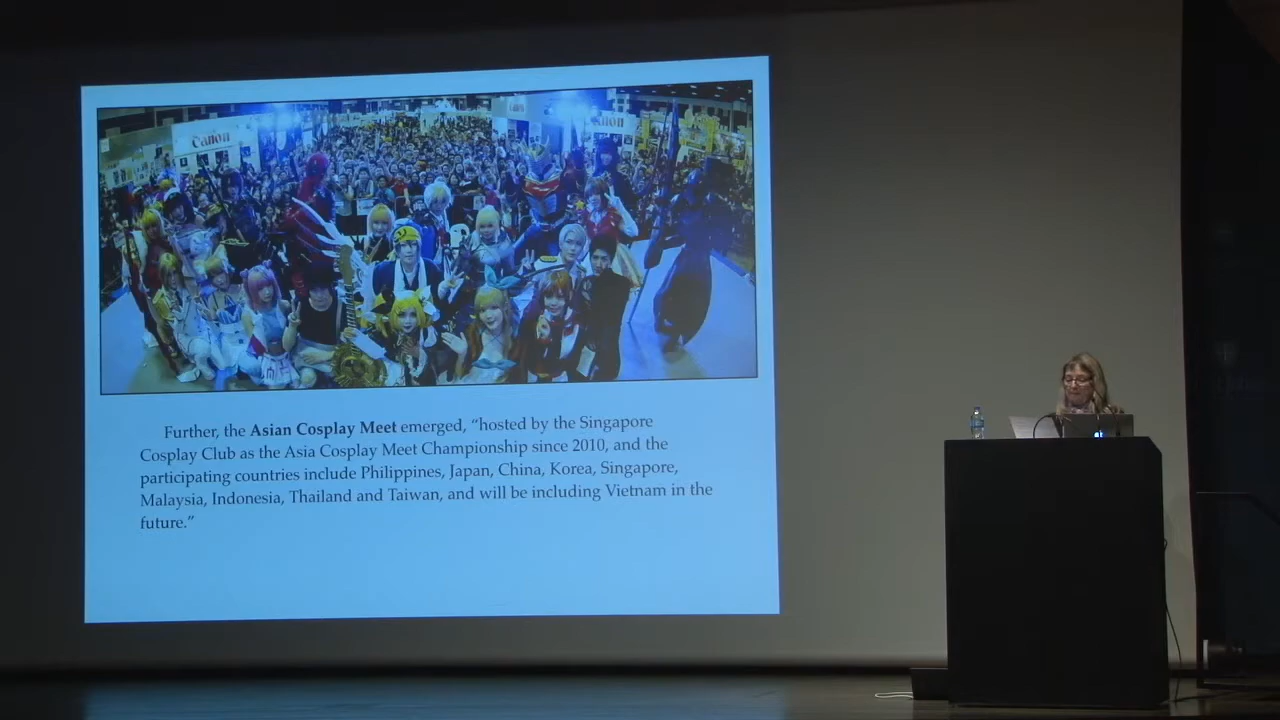 Canon
Canon
Further, the Asian Cosplay Meet emerged, “hosted by the Singapore
Cosplay Club as the Asia Cosplay Meet Championship since 2010, and the
participating countries include Philippines, Japan, China, Korea, Singapore,
Malaysia, Indonesia, Thailand and Taiwan, and will be including Vietnam in the
future.”